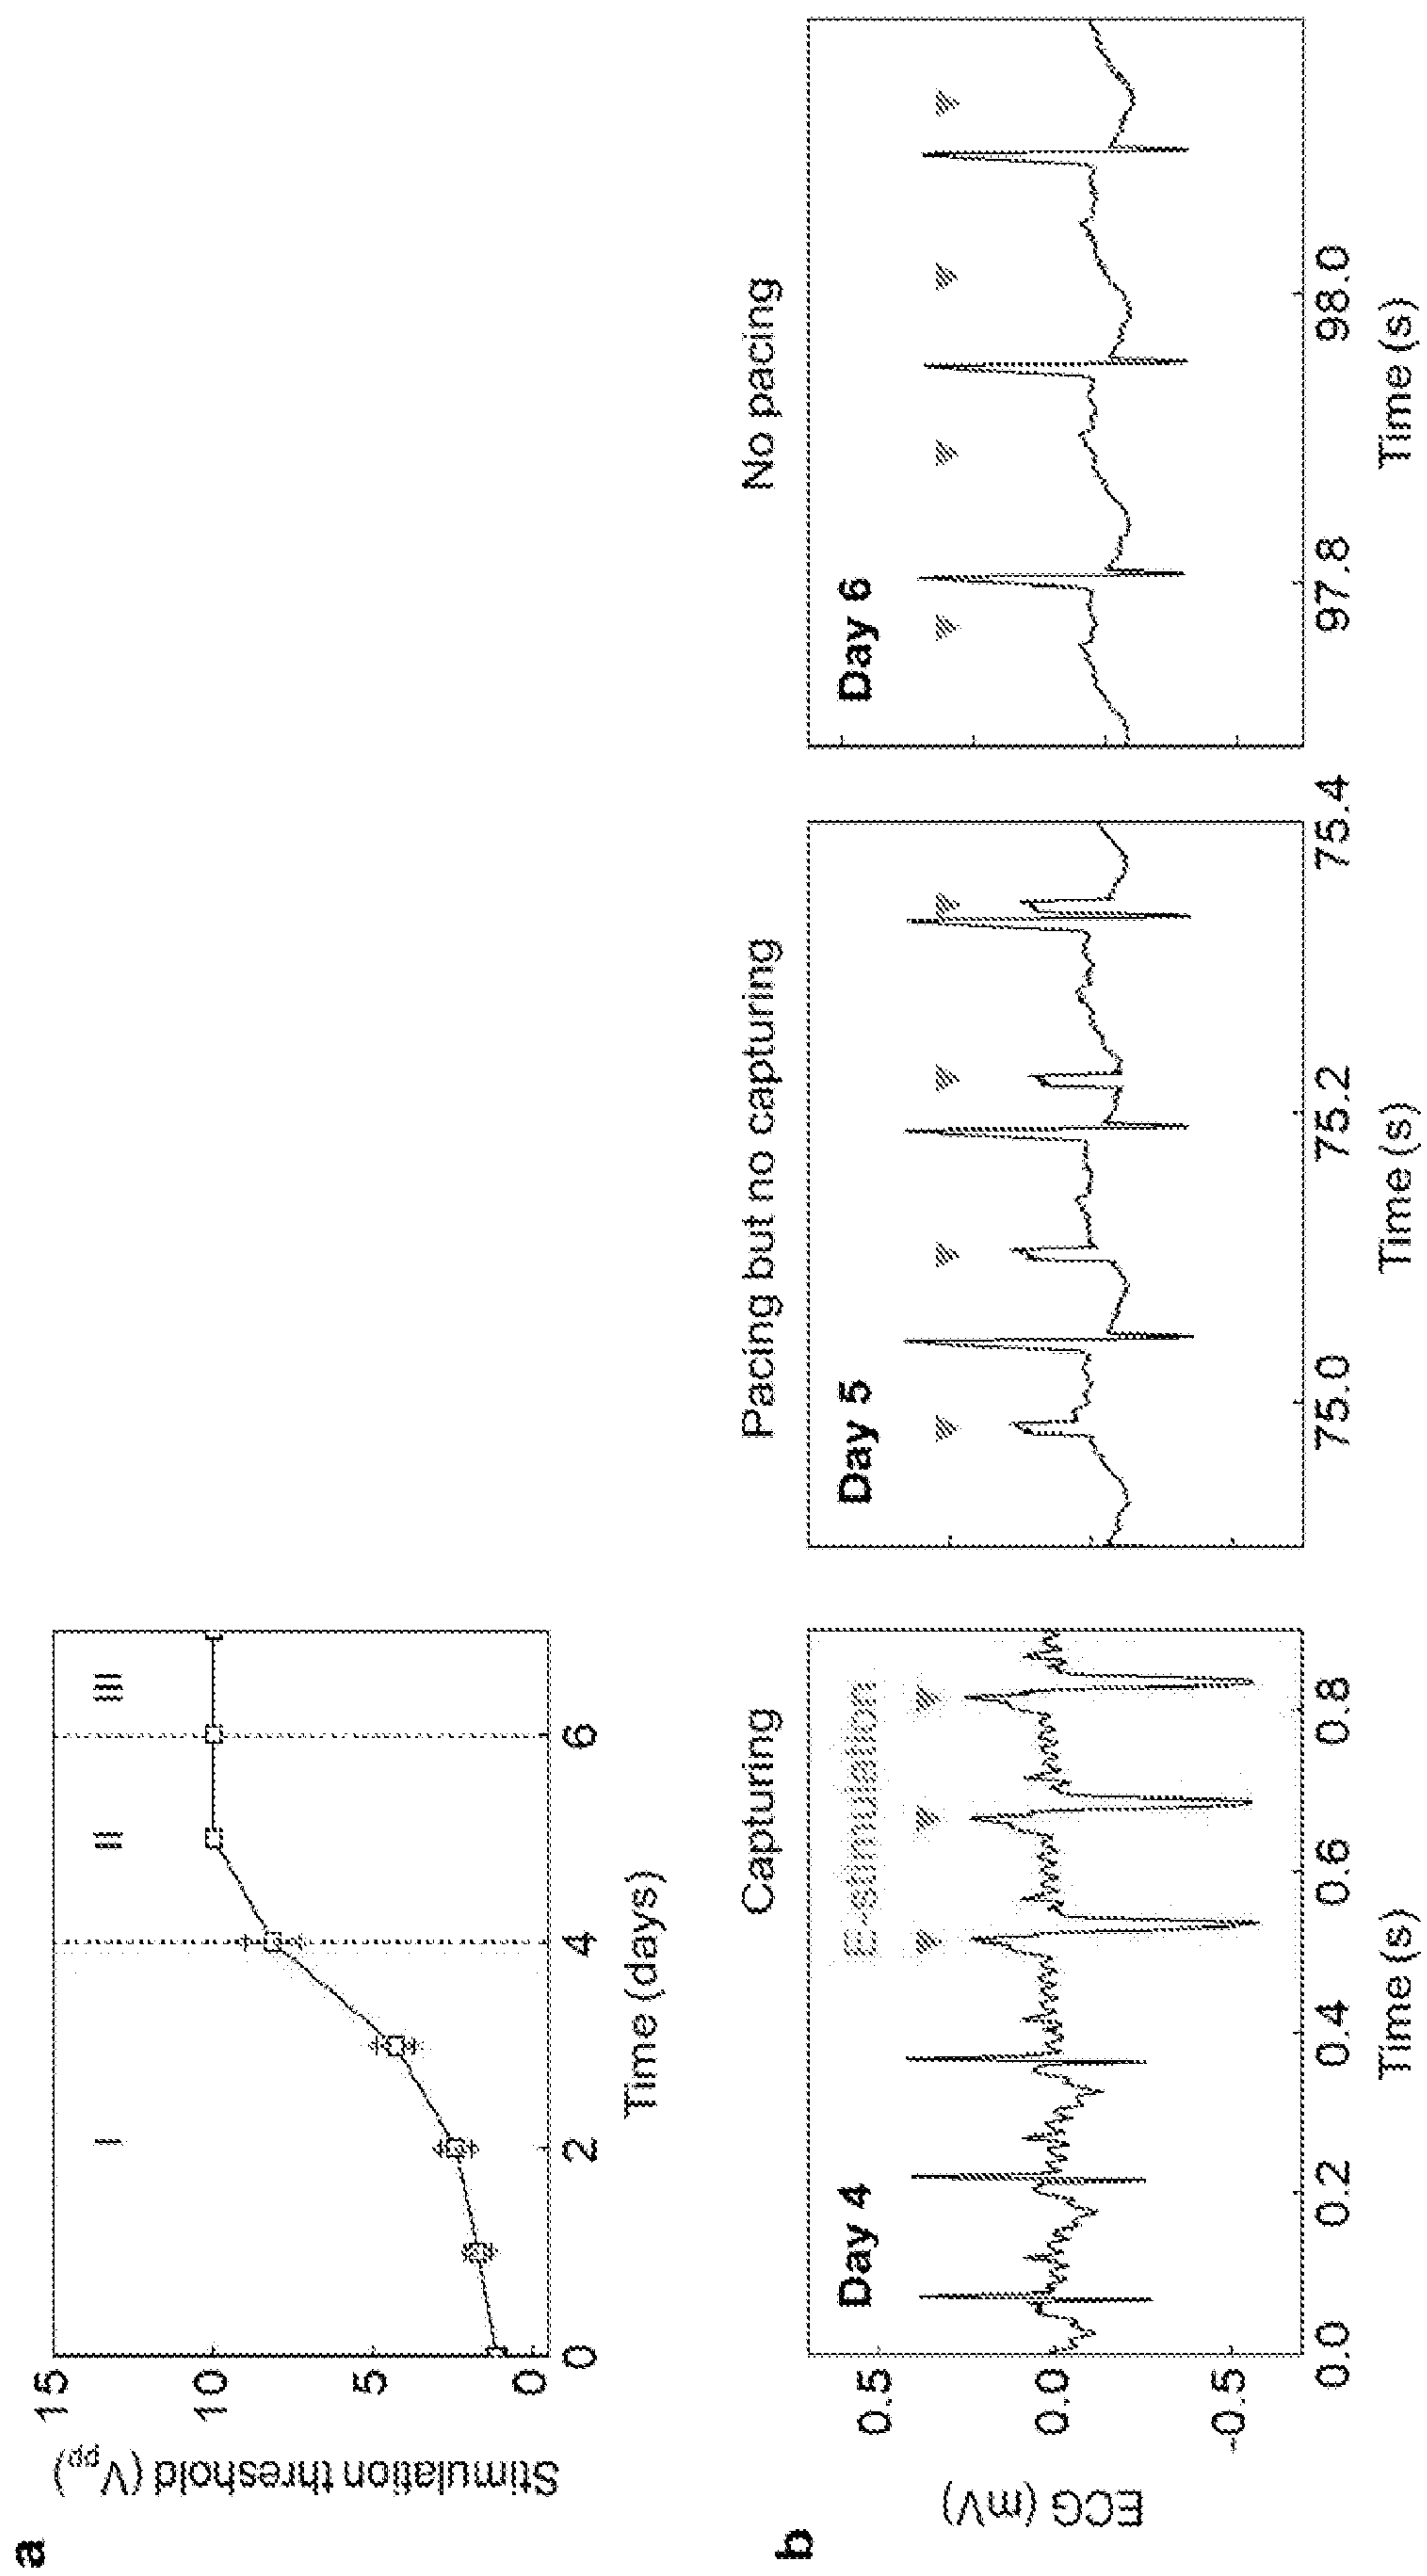 a
Stimulation threshold (Vpp)
15
10
5
0
I
II
III
0
2
4
6
Time (days)
b
ECG (mV)
0.5
0.0
-0.5
Capturing
Day 4
E-stimulation
0.0
0.2
0.4
0.6
0.8
Time (s)
Pacing but no capturing
Day 5
75.0
75.2
75.4
Time (s)
No pacing
Day 6
97.8
98.0
Time (s)